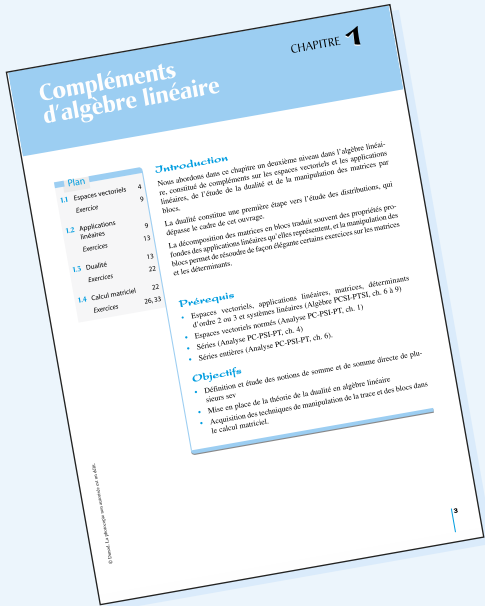 CHAPITRE 1
Compléments
d'algèbre linéaire
Plan
1.1 Espaces vectoriels 4
Exercice 9
1.2 Applications
linéaires 9
Exercices 13
1.3 Dualité 13
Exercices 22
1.4 Calcul matriciel 22
Exercices 26,33
Introduction
Nous abordons dans ce chapitre un deuxième niveau dans l'algèbre linéai-
re, constitué de compléments sur les espaces vectoriels et les applications
linéaires, de l'étude de la dualité et de la manipulation des matrices par
blocs.
La dualité constitue une première étape vers l'étude des distributions, qui
dépasse le cadre de cet ouvrage.
La décomposition des matrices en blocs traduit souvent des propriétés pro-
fondes des applications linéaires qu'elles représentent, et la manipulation des
blocs permet de résoudre de façon élégante certains exercices sur les matrices
et les déterminants.
Prérequis
• Espaces vectoriels, applications linéaires, matrices, déterminants
d'ordre 2 ou 3 et systèmes linéaires (Algèbre PCSI-PTSI, ch. 6 à 9)
• Espaces vectoriels normés (Analyse PC-PSI-PT, ch. 1)
• Séries (Analyse PC-PSI-PT, ch. 4)
• Séries entières (Analyse PC-PSI-PT, ch. 6).
Objectifs
• Définition et étude des notions de somme et de somme directe de plu-
sieurs sev
• Mise en place de la théorie de la dualité en algèbre linéaire
• Acquisition des techniques de manipulation de la trace et des blocs dans
le calcul matriciel.
© Dunod. La photocopie non autorisée est un délit.
3